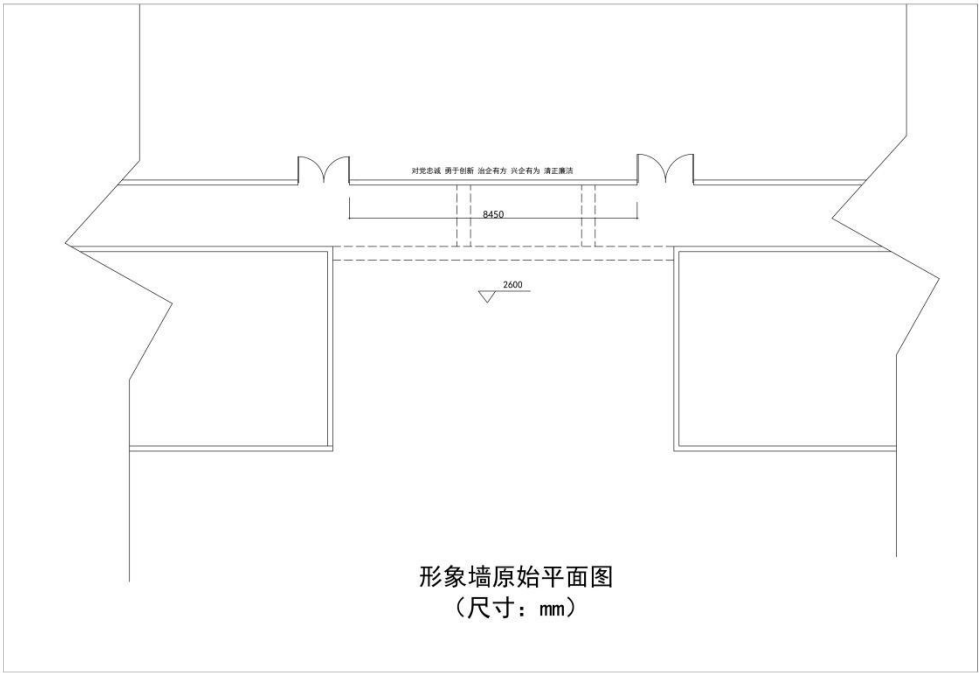 对党忠诚 勇于创新 治企有方 兴企有为 清正廉洁
8450
2600
形象墙原始平面图
（尺寸：mm）